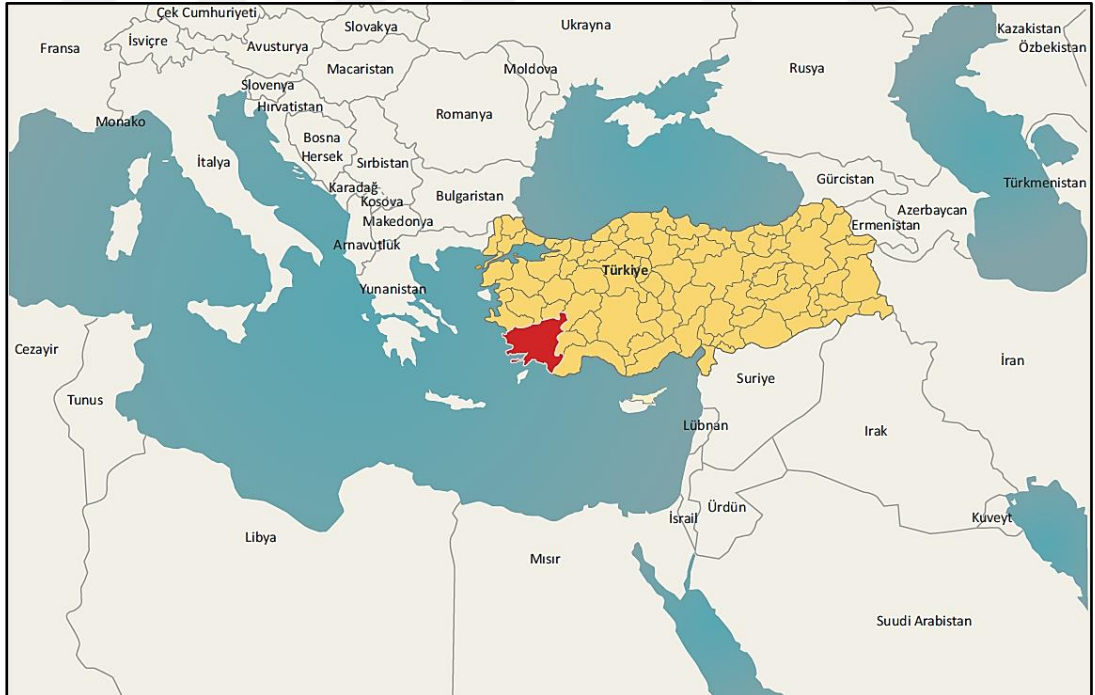 Çek Cumhuriyeti
Slovakya
Ukrayna
Kazakistan
Fransa
İsviçre
Avusturya
Özbekistan
Macaristan
Moldova
Rusya
Slovenya
Hırvatistan
Romanya
Monako
Bosna
Hersek
İtalya
Sırbistan
Gürcistan
Türkmenistan
Karadağ
Bulgaristan
Kosova
Azerbaycan
Makedonya
Ermenistan
Arnavutluk
Türkiye
Yunanistan
Cezayir
İran
Suriye
Tunus
Lübnan
Irak
Ürdün
İsrail
Kuveyt
Libya
Mısır
Suudi Arabistan